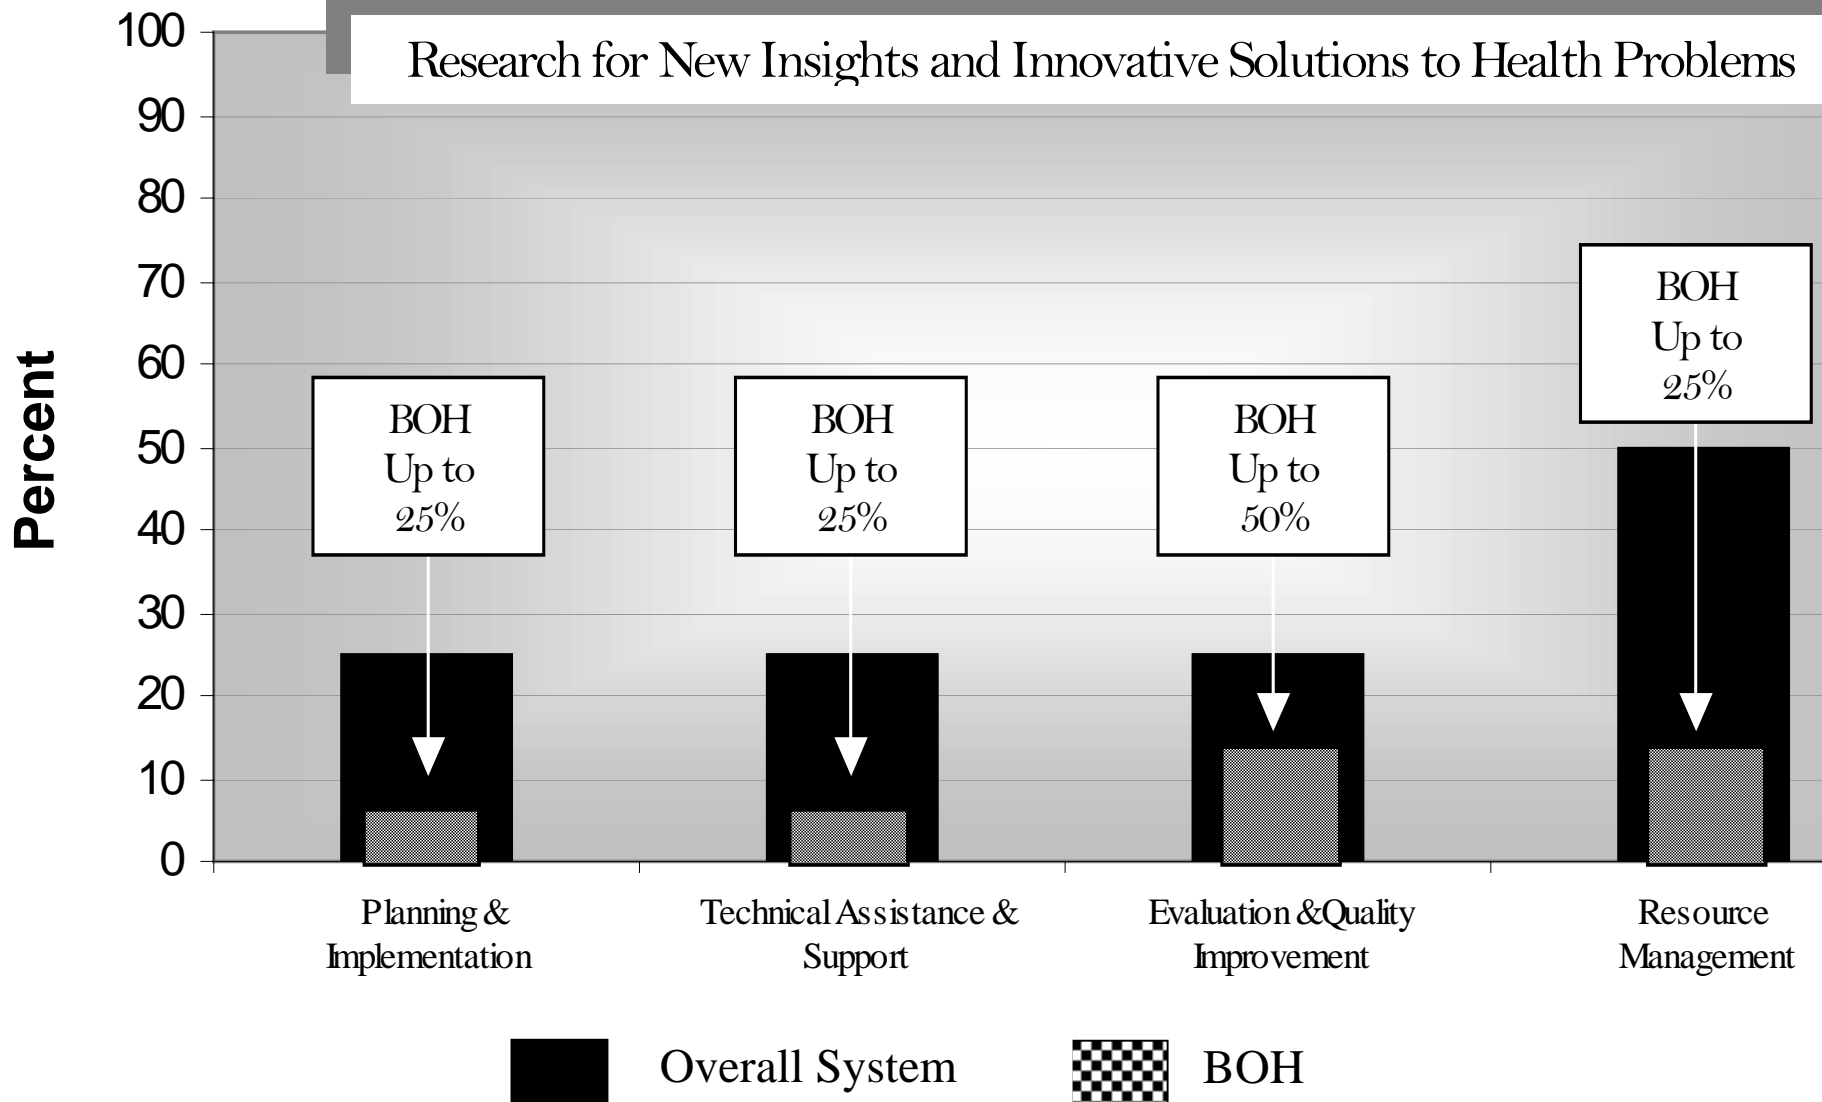 Research for New Insights and Innovative Solutions to Health Problems
Percent
100
90
80
70
60
50
40
30
20
10
0
BOH
Up to
25%
BOH
Up to
25%
BOH
Up to
50%
BOH
Up to
25%
Planning &
Implementation
Technical Assistance &
Support
Evaluation &Quality
Improvement
Resource
Management
Overall System
BOH